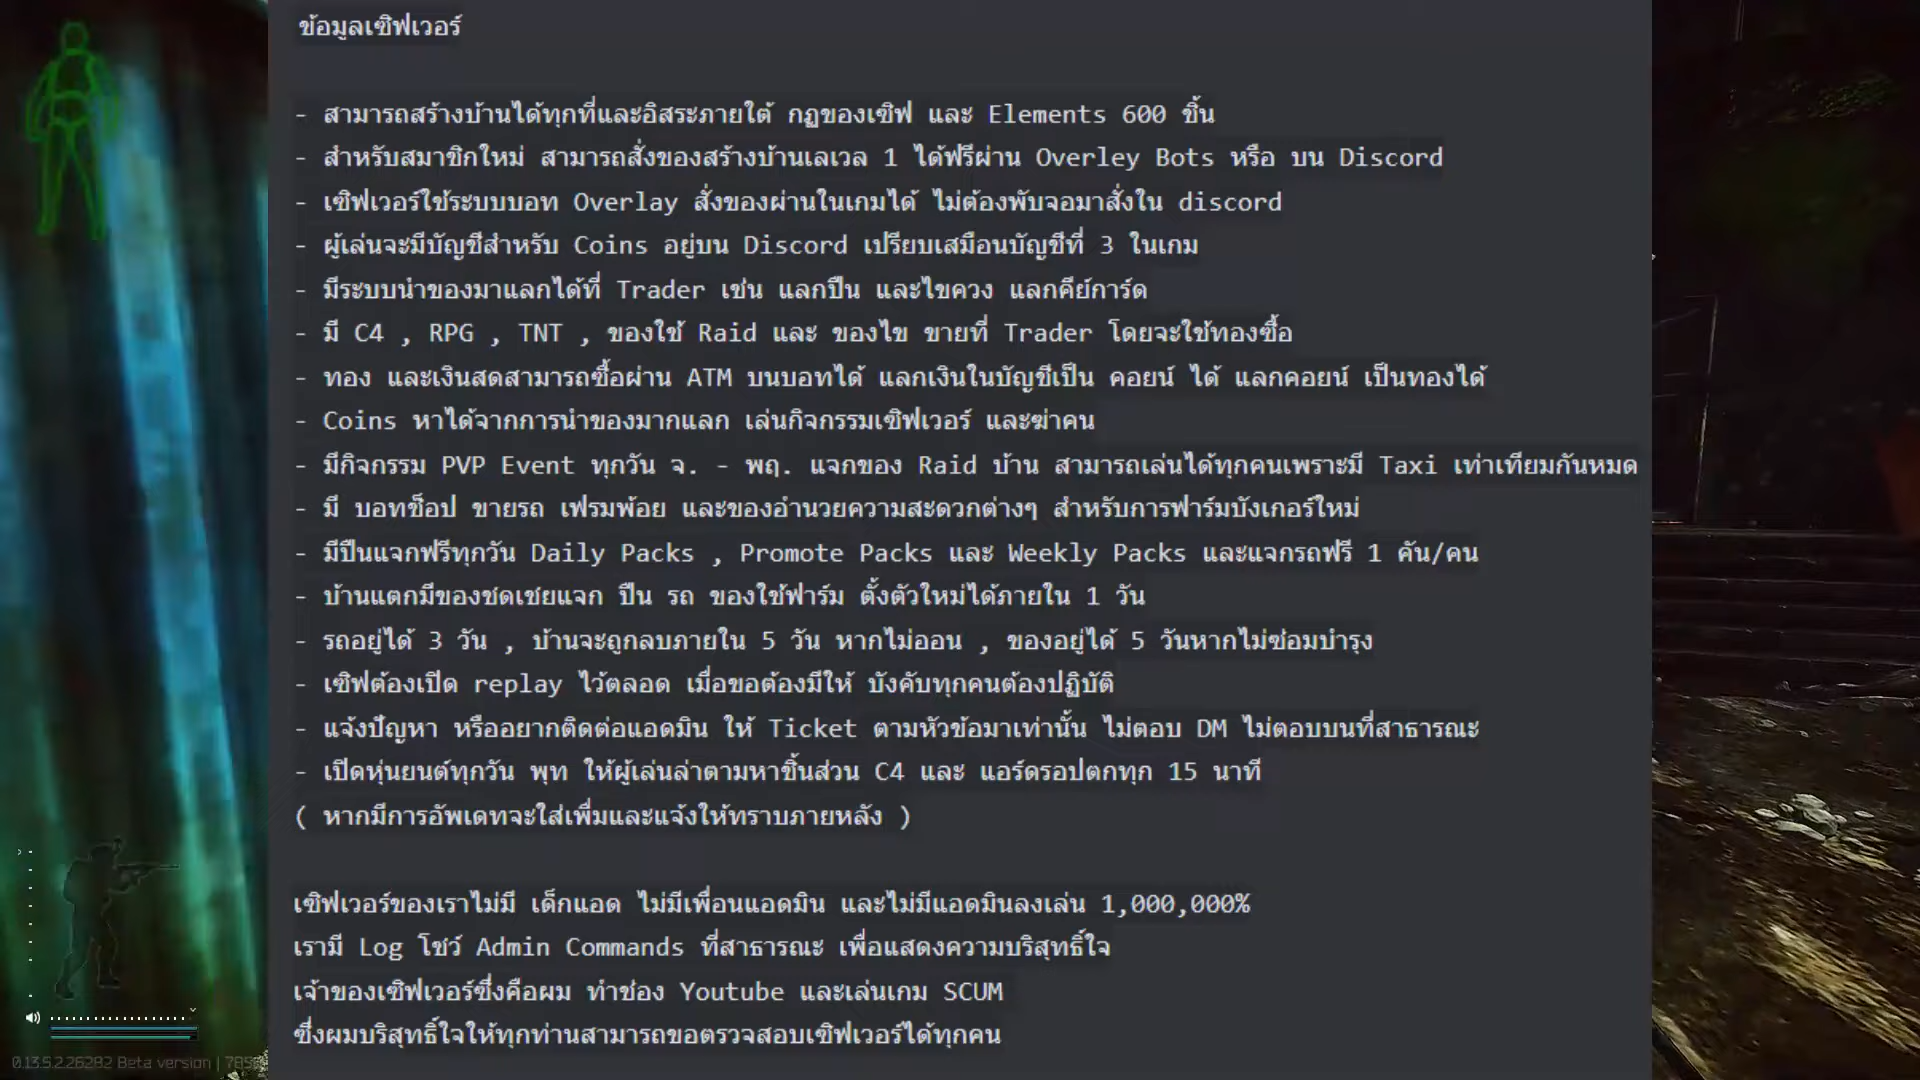 ข้อมูลเซิฟเวอร์
- สามารถสร้างบ้านได้ทุกที่และอิสระภายใต้ กฏของเซิฟ และ Elements 600 ชิ้น
- สำหรับสมาชิกใหม่ สามารถสั่งของสร้างบ้านเลเวล 1 ได้ฟรีผ่าน Overley Bots หรือ บน Discord
- เซิฟเวอร์ใช้ระบบบอท Overlay สั่งของผ่านในเกมได้ ไม่ต้องพับจอมาสั่งใน discord
- ผู้เล่นจะมีบัญชีสำหรับ Coins อยู่บน Discord เปรียบเสมือนบัญชีที่ 3 ในเกม
- มีระบบนำของมาแลกได้ที่ Trader เช่น แลกปืน และไขควง แลกคีย์การ์ด
- มี C4 , RPG , TNT , ของใช้ Raid และ ของไข ขายที่ Trader โดยจะใช้ทองซื้อ
- ทอง และเงินสดสามารถซื้อผ่าน ATM บนบอทได้ แลกเงินในบัญชีเป็น คอยน์ ได้ แลกคอยน์ เป็นทองได้
- Coins หาได้จากการนำของมากแลก เล่นกิจกรรมเซิฟเวอร์ และฆ่าคน
- มีกิจกรรม PVP Event ทุกวัน จ. - พฤ. แจกของ Raid บ้าน สามารถเล่นได้ทุกคนเพราะมี Taxi เท่าเทียมกันหมด
- มี บอทช็อป ขายรถ เฟรมพ้อย และของอำนวยความสะดวกต่างๆ สำหรับการฟาร์มบังเกอร์ใหม่
- มีปืนแจกฟรีทุกวัน Daily Packs , Promote Packs และ Weekly Packs และแจกรถฟรี 1 คัน/คน
- บ้านแตกมีของชดเชยแจก ปืน รถ ของใช้ฟาร์ม ตั้งตัวใหม่ได้ภายใน 1 วัน
- รถอยู่ได้ 3 วัน , บ้านจะถูกลบภายใน 5 วัน หากไม่ออน , ของอยู่ได้ 5 วันหากไม่ซ่อมบำรุง
- เซิฟต้องเปิด replay ไว้ตลอด เมื่อขอต้องมีให้ บังคับทุกคนต้องปฏิบัติ
- แจ้งปัญหา หรืออยากติดต่อแอดมิน ให้ Ticket ตามหัวข้อมาเท่านั้น ไม่ตอบ DM ไม่ตอบบนที่สาธารณะ
- เปิดหุ่นยนต์ทุกวัน พุท ให้ผู้เล่นล่าตามหาชิ้นส่วน C4 และ แอร์ดรอปตกทุก 15 นาที
( หากมีการอัพเดทจะใส่เพิ่มและแจ้งให้ทราบภายหลัง )
เซิฟเวอร์ของเราไม่มี เด็กแอด ไม่มีเพื่อนแอดมิน และไม่มีแอดมินลงเล่น 1,000,000%
เรามี Log โชว์ Admin Commands ที่สาธารณะ เพื่อแสดงความบริสุทธิ์ใจ
เจ้าของเซิฟเวอร์ซึ่งคือผม ทำช่อง Youtube และเล่นเกม SCUM
ซึ่งผมบริสุทธิ์ใจให้ทุกท่านสามารถขอตรวจสอบเซิฟเวอร์ได้ทุกคน
0.13.5.2.26282 Beta version |